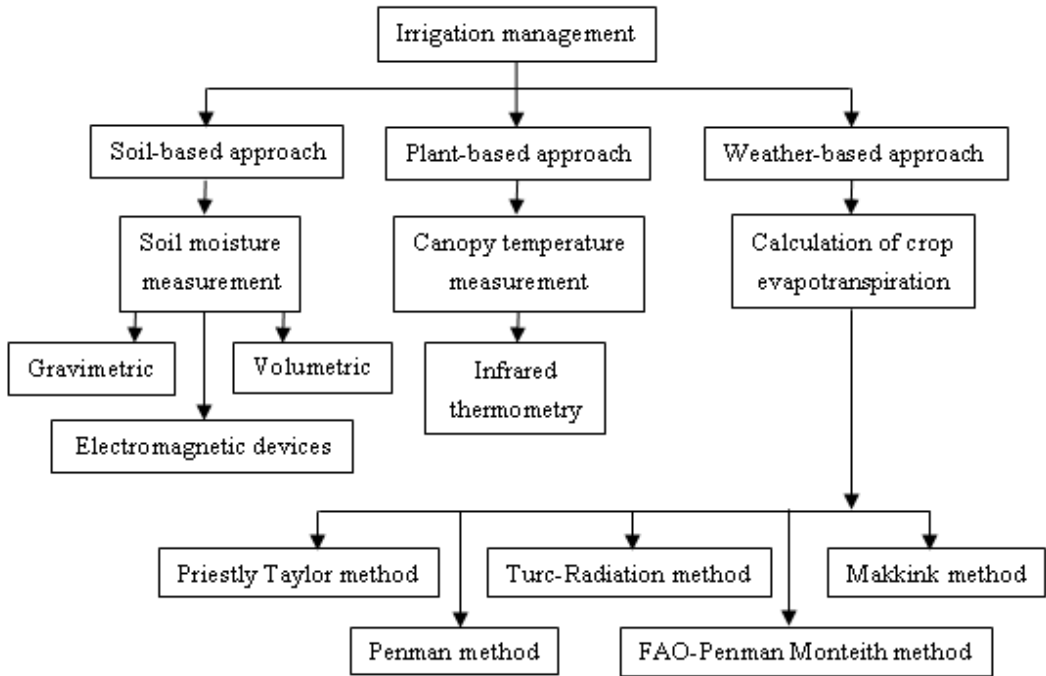 Irrigation management
Soil-based approach
Plant-based approach
Weather-based approach
Soil moisture
measurement
Canopy temperature
measurement
Calculation of crop
evapotranspiration
Gravimetric
Volumetric
Infrared
thermometry
Electromagnetic devices
Priestly Taylor method
Turc-Radiation method
Makkink method
Penman method
FAO-Penman Monteith method